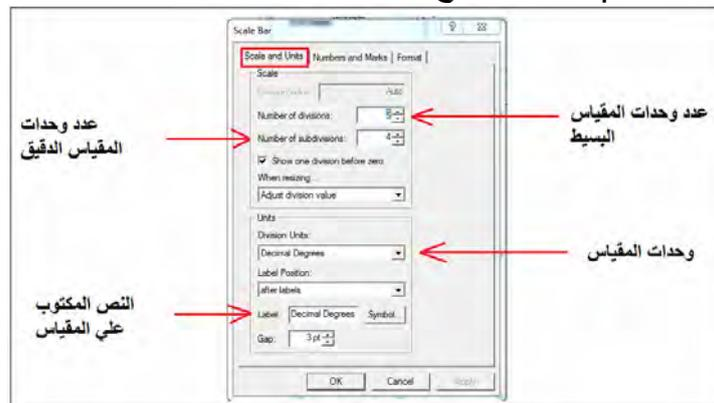 Scale Bar
Scale and Units
Numbers and Marks
Format
Scale
Auto
Number of divisions:
عدد وحدات المقياس
البسيط
عدد وحدات
المقياس الدقيق
Number of subdivisions: 4
Show one division before zero
When resizing...
Adjust division value
Units
Division Units:
Decimal Degrees
وحدات المقياس
Label Position:
after labels
النص المكتوب
علي المقياس
Label: Decimal Degrees Symbol...
Gap: 3 pt
OK Cancel Apply